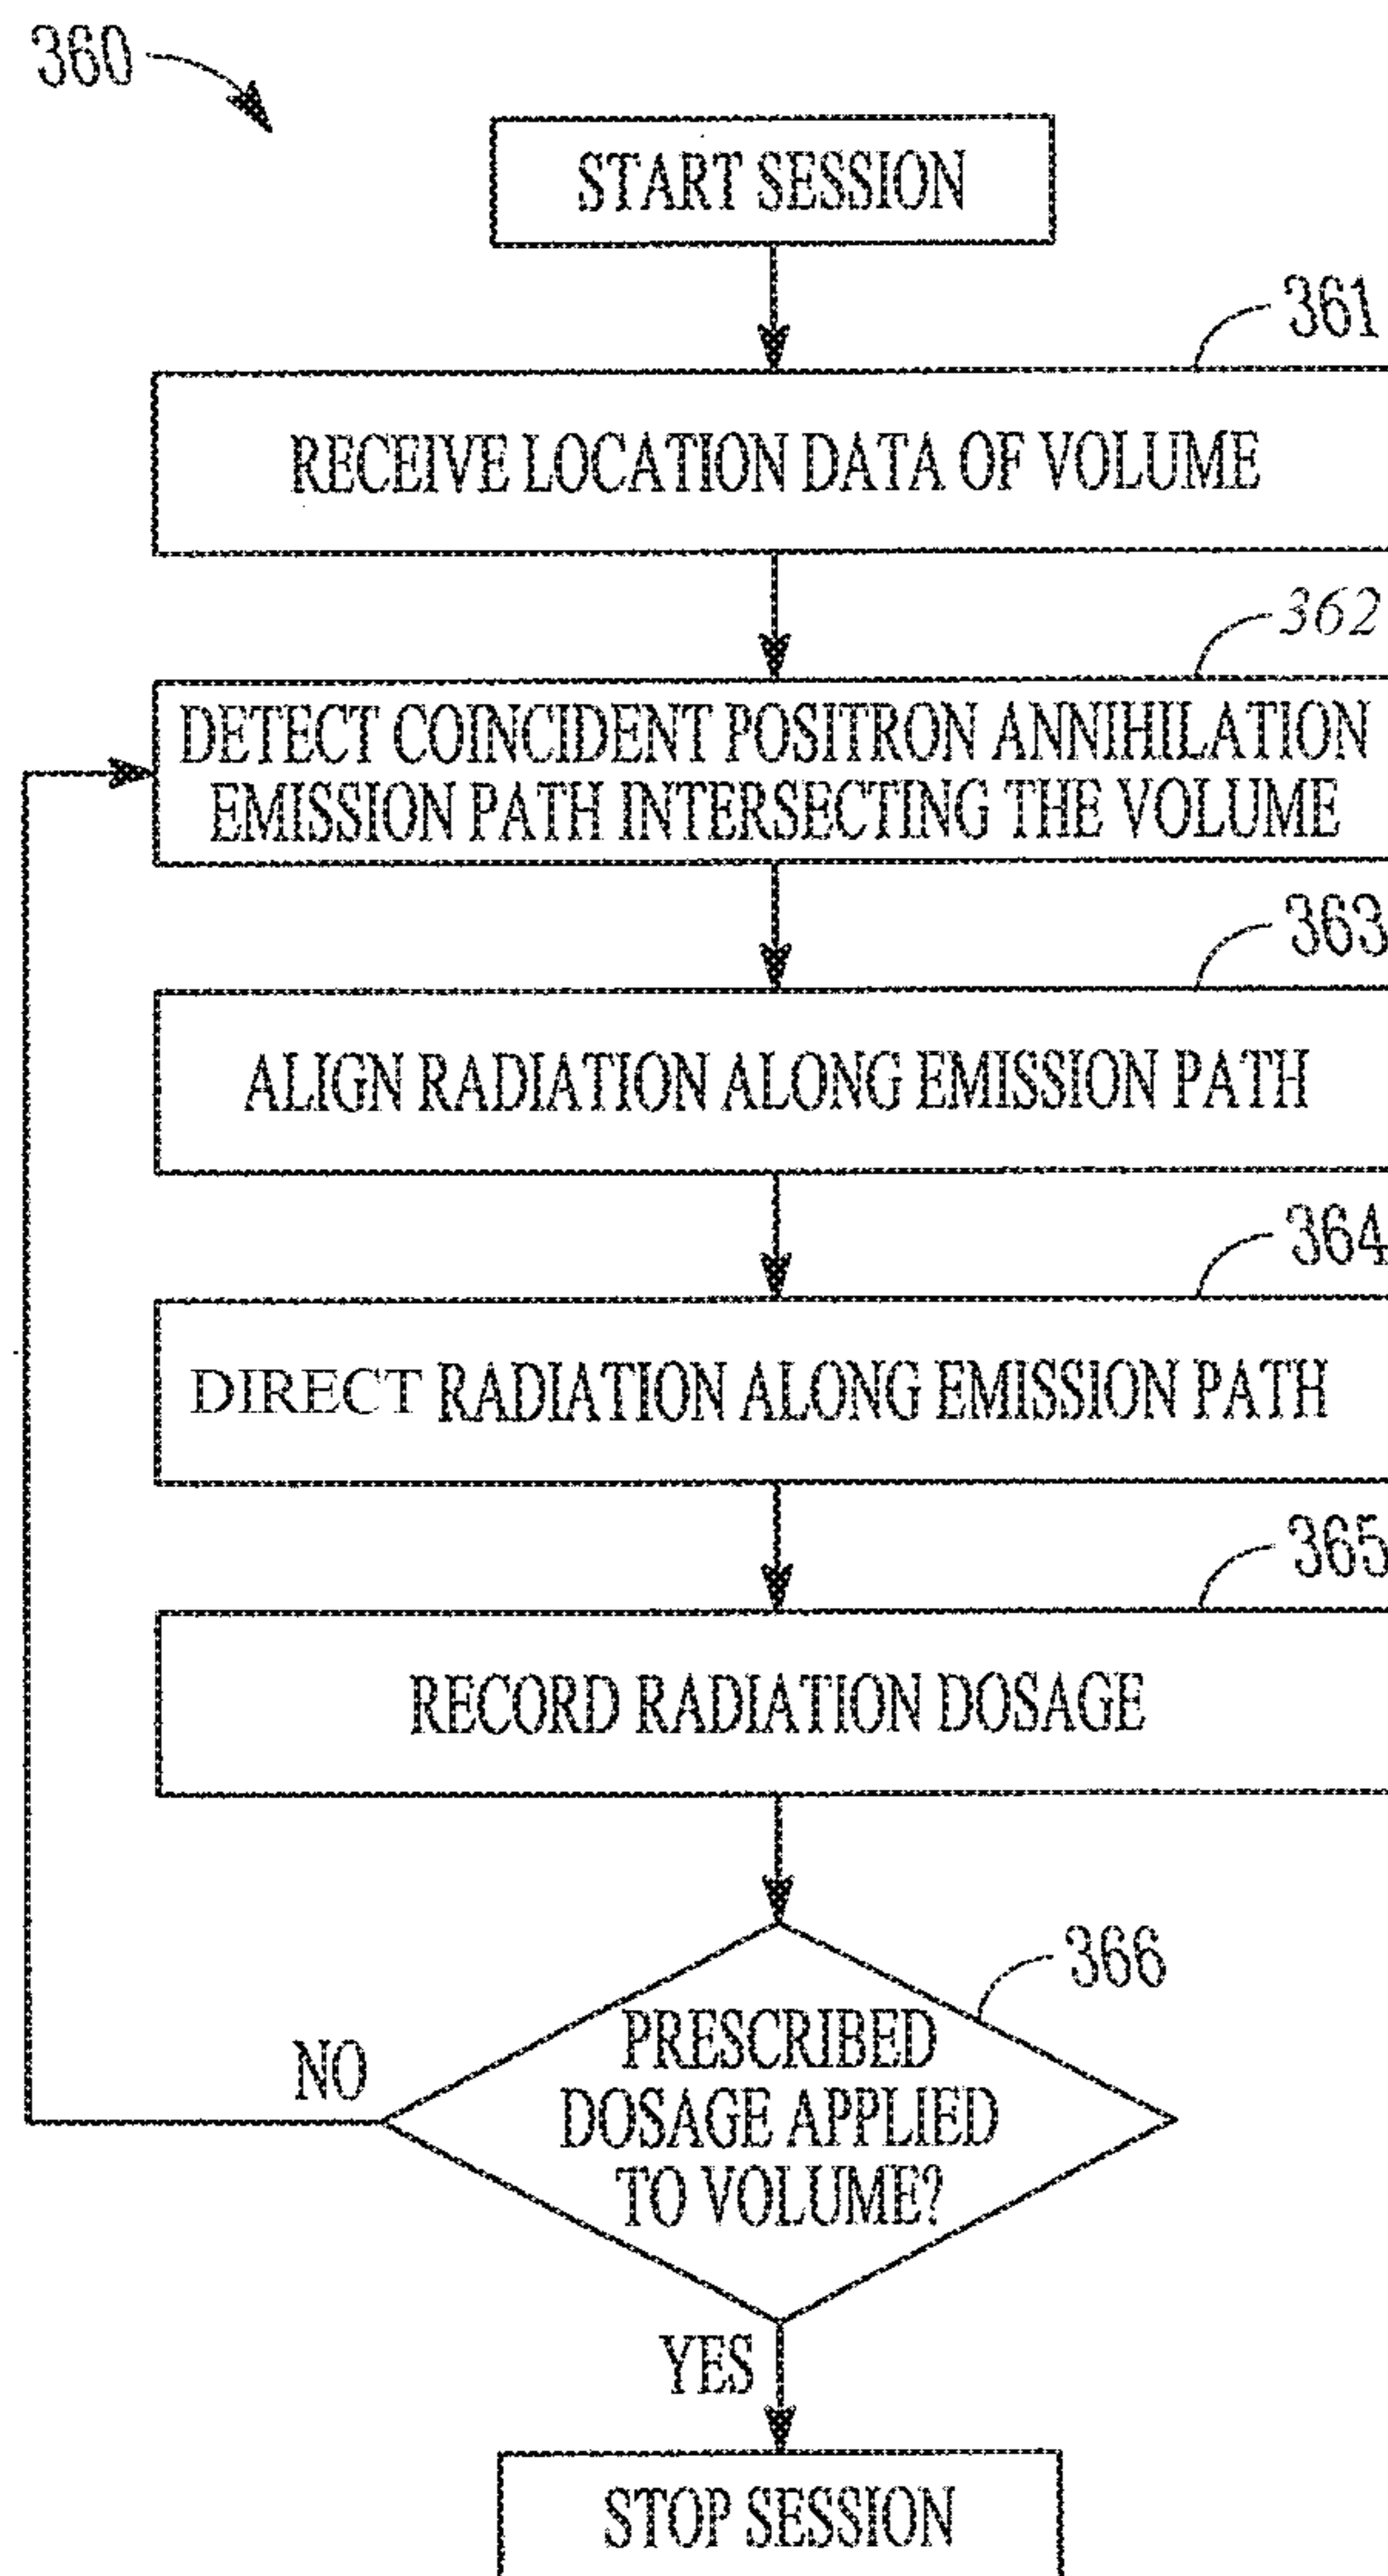 360
START SESSION
361
RECEIVE LOCATION DATA OF VOLUME
362
DETECT COINCIDENT POSITRON ANNIHILATION
EMISSION PATH INTERSECTING THE VOLUME
363
ALIGN RADIATION ALONG EMISSION PATH
364
DIRECT RADIATION ALONG EMISSION PATH
365
RECORD RADIATION DOSAGE
366
PRESCRIBED
DOSAGE APPLIED
TO VOLUME?
NO
YES
STOP SESSION